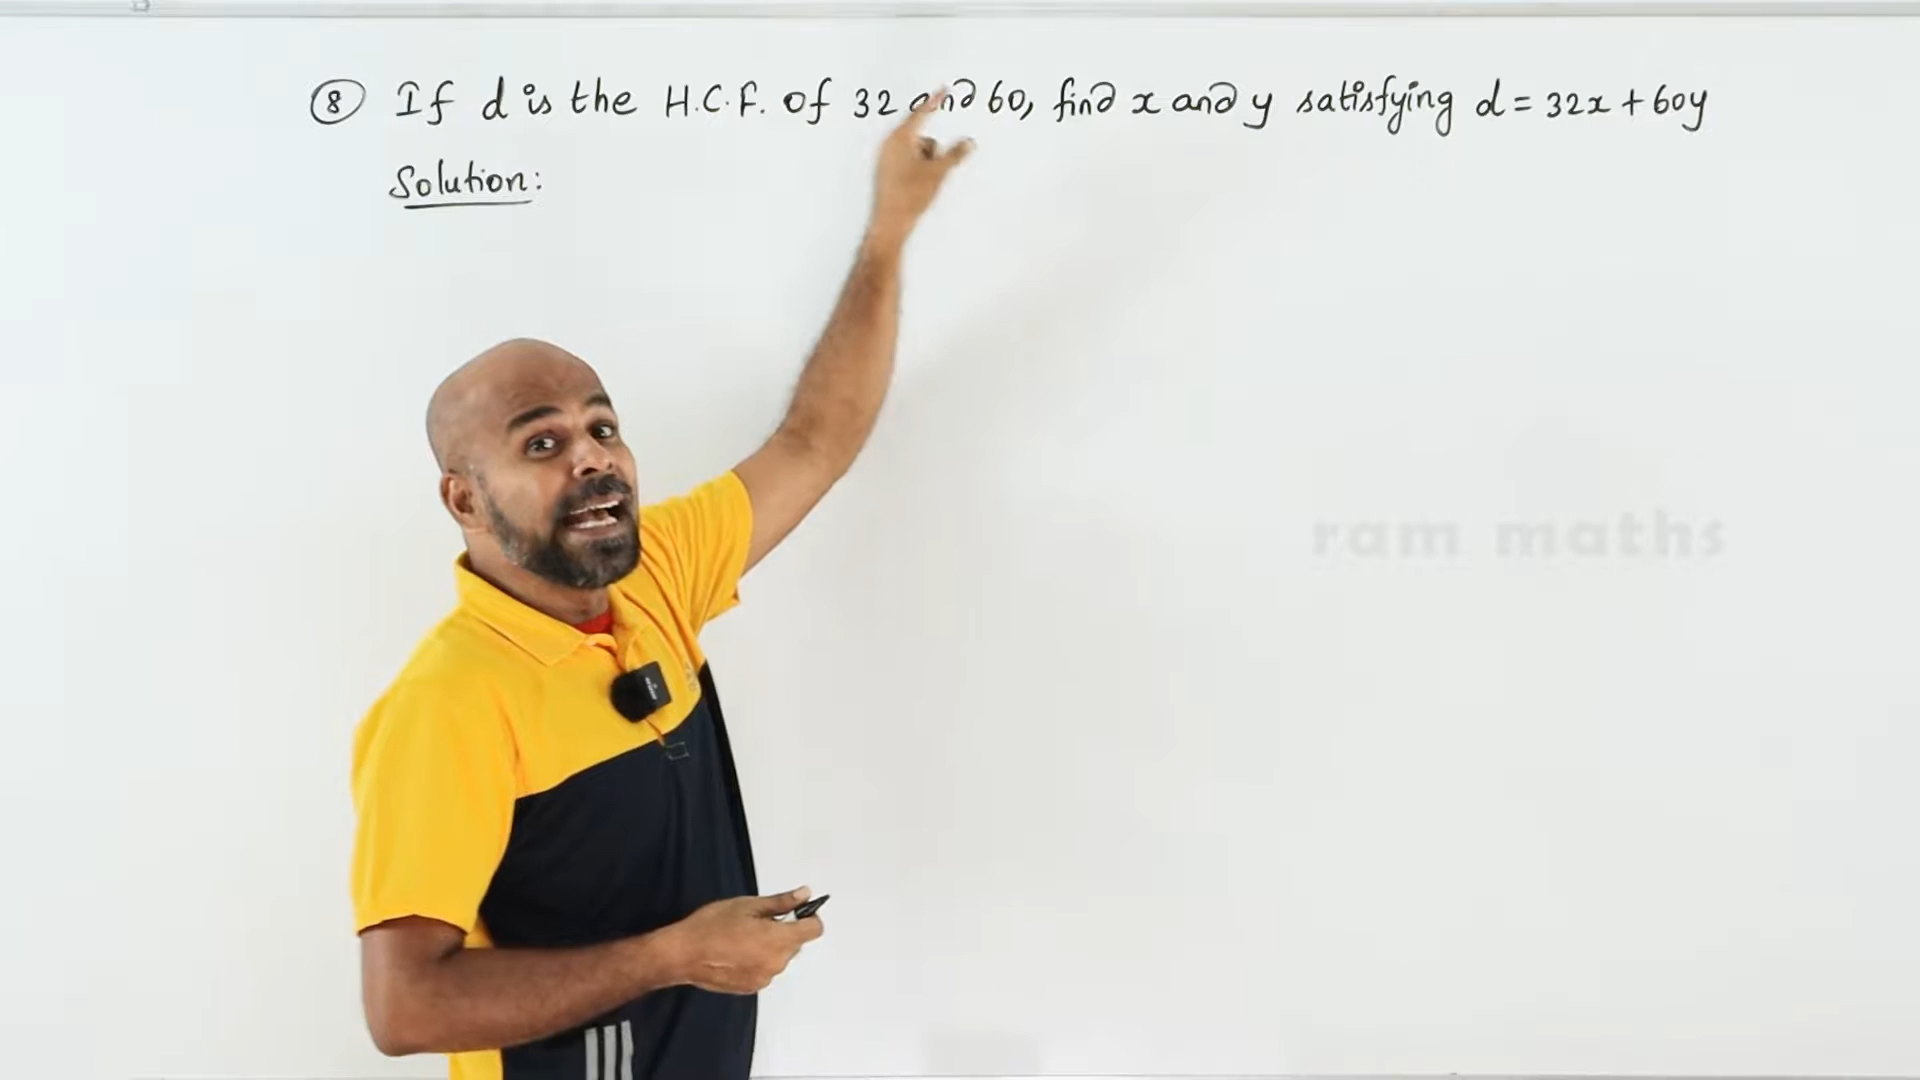 8 If d is the H.C.F. of 32 and 60, find x and y satisfying d = 32x + 60y
Solution:
ram maths